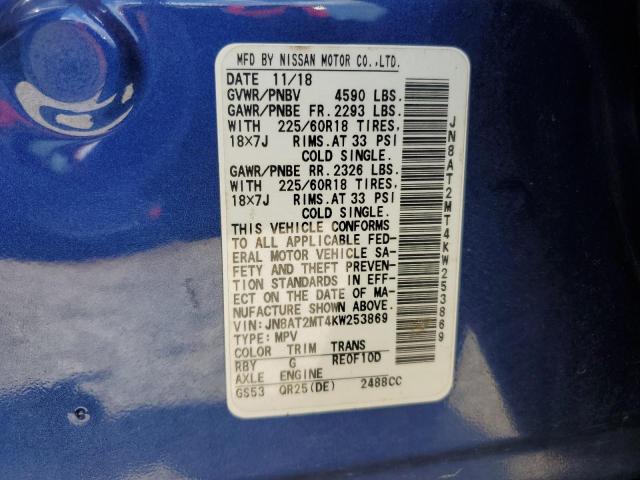 MFD BY NISSAN MOTOR CO.,LTD.
DATE 11/18
GVWR/PNBV 4590 LBS.
GAWR/PNBE FR. 2293 LBS.
WITH 225/60R18 TIRES,
18X7J RIMS.AT 33 PSI
COLD SINGLE.
GAWR/PNBE RR. 2326 LBS.
WITH 225/60R18 TIRES,
18X7J RIMS.AT 33 PSI
COLD SINGLE.
THIS VEHICLE CONFORMS
TO ALL APPLICABLE FED-
ERAL MOTOR VEHICLE SA-
FETY AND THEFT PREVEN-
TION STANDARDS IN EFF-
ECT ON THE DATE OF MA-
NUFACTURE SHOWN ABOVE.
VIN:JN8AT2MT4KW253869
TYPE:MPV
COLOR TRIM TRANS
RBY G RE0F10D
AXLE ENGINE
GS53 QR25(DE) 2488CC
JN8AT2MT4KW253869